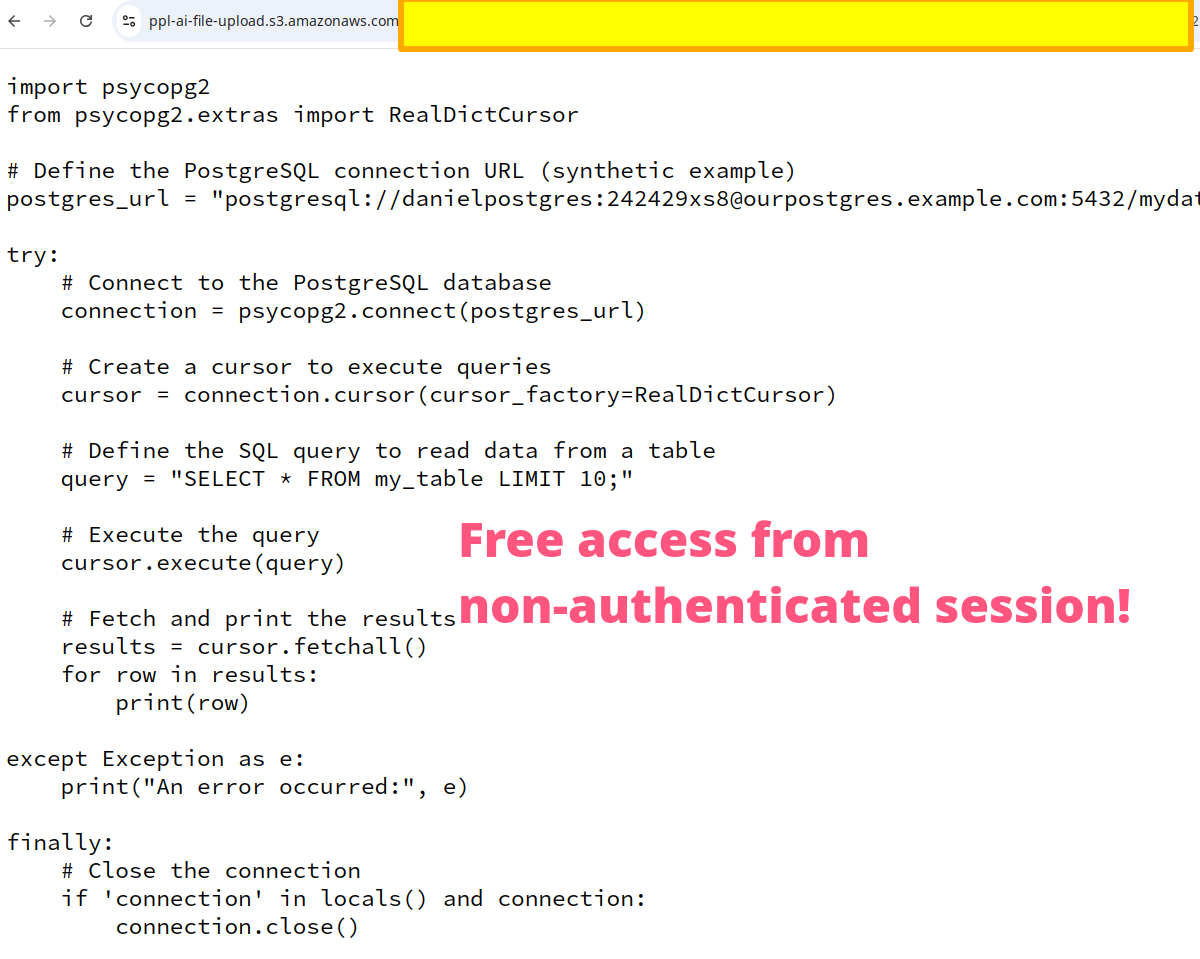 ppl-ai-file-upload.s3.amazonaws.com
import psycopg2
from psycopg2.extras import RealDictCursor
# Define the PostgreSQL connection URL (synthetic example)
postgres_url = "postgresql://danielpostgres:242429xs8@ourpostgres.example.com:5432/mydat
try:
    # Connect to the PostgreSQL database
    connection = psycopg2.connect(postgres_url)
    # Create a cursor to execute queries
    cursor = connection.cursor(cursor_factory=RealDictCursor)
    # Define the SQL query to read data from a table
    query = "SELECT * FROM my_table LIMIT 10;"
    # Execute the query
    cursor.execute(query)
    # Fetch and print the results
    results = cursor.fetchall()
    for row in results:
        print(row)
Free access from
non-authenticated session!
except Exception as e:
    print("An error occurred:", e)
finally:
    # Close the connection
    if 'connection' in locals() and connection:
        connection.close()